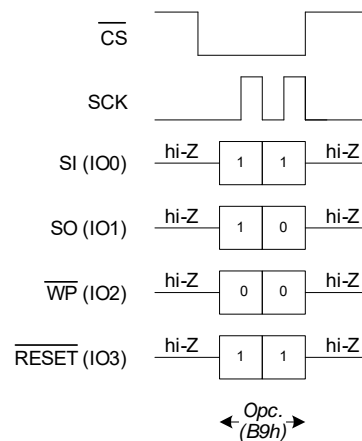 CS
SCK
hi-Z hi-Z
SI (IO0) 1 1
hi-Z hi-Z
SO (IO1) 1 0
hi-Z hi-Z
WP (IO2) 0 0
hi-Z hi-Z
RESET (IO3) 1 1
Opc.
(B9h)